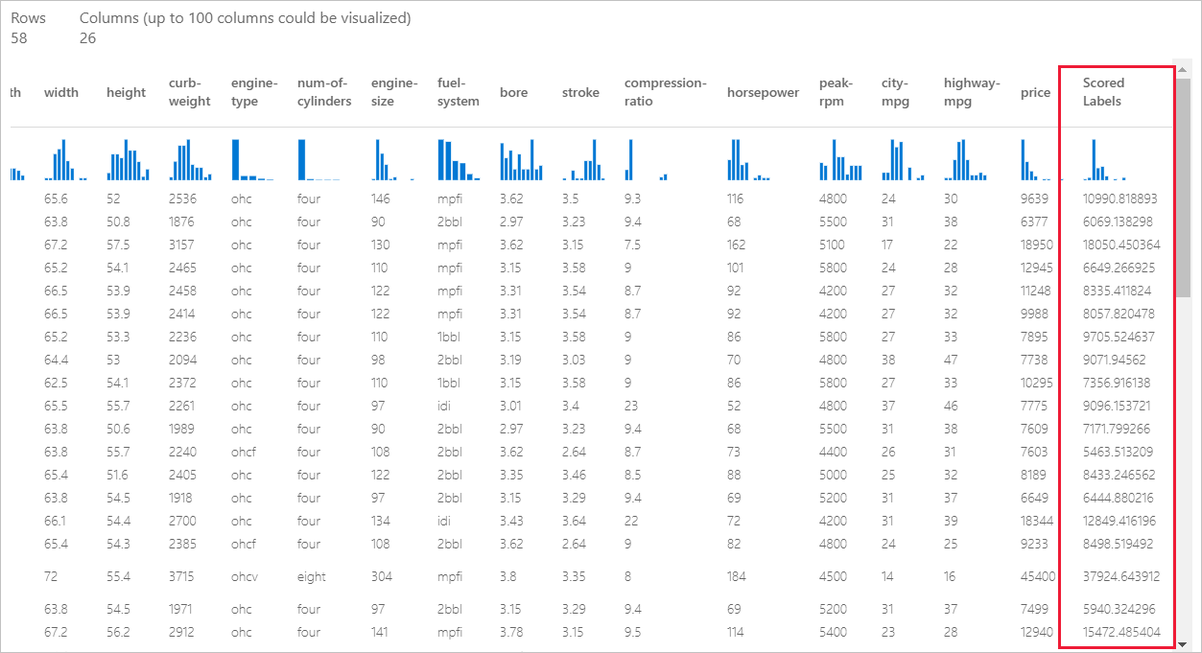 Rows Columns (up to 100 columns could be visualized)
58 26
th width height curb-weight engine-type num-of-cylinders engine-size fuel-system bore stroke compression-ratio horsepower peak-rpm city-mpg highway-mpg price Scored Labels
65.6 52 2536 ohc four 146 mpfi 3.62 3.5 9.3 116 4800 24 30 9639 10990.818893
63.8 50.8 1876 ohc four 90 2bbl 2.97 3.23 9.4 68 5500 31 38 6377 6069.138298
67.2 57.5 3157 ohc four 130 mpfi 3.62 3.15 7.5 162 5100 17 22 18950 18050.450364
65.2 54.1 2465 ohc four 110 mpfi 3.15 3.58 9 101 5800 24 28 12945 6649.266925
66.5 53.9 2458 ohc four 122 mpfi 3.31 3.54 8.7 92 4200 27 32 11248 8335.411824
66.5 53.9 2414 ohc four 122 mpfi 3.31 3.54 8.7 92 4200 27 32 9988 8057.820478
65.2 53.3 2236 ohc four 110 1bbl 3.15 3.58 9 86 5800 27 33 7895 9705.524637
64.4 53 2094 ohc four 98 2bbl 3.19 3.03 9 70 4800 38 47 7738 9071.94562
62.5 54.1 2372 ohc four 110 1bbl 3.15 3.58 9 86 5800 27 33 10295 7356.916138
65.5 55.7 2261 ohc four 97 idi 3.01 3.4 23 52 4800 37 46 7775 9096.153721
63.8 50.6 1989 ohc four 90 2bbl 2.97 3.23 9.4 68 5500 31 38 7609 7171.799266
63.8 55.7 2240 ohcf four 108 2bbl 3.62 2.64 8.7 73 4400 26 31 7603 5463.513209
65.4 51.6 2405 ohc four 122 2bbl 3.35 3.46 8.5 88 5000 25 32 8189 8433.246562
63.8 54.5 1918 ohc four 97 2bbl 3.15 3.29 9.4 69 5200 31 37 6649 6444.880216
66.1 54.4 2700 ohc four 134 idi 3.43 3.64 22 72 4200 31 39 18344 12849.416196
65.4 54.3 2385 ohcf four 108 2bbl 3.62 2.64 9 82 4800 24 25 9233 8498.519492
72 55.4 3715 ohcv eight 304 mpfi 3.8 3.35 8 184 4500 14 16 45400 37924.643912
63.8 54.5 1971 ohc four 97 2bbl 3.15 3.29 9.4 69 5200 31 37 7499 5940.324296
67.2 56.2 2912 ohc four 141 mpfi 3.78 3.15 9.5 114 5400 23 28 12940 15472.485404